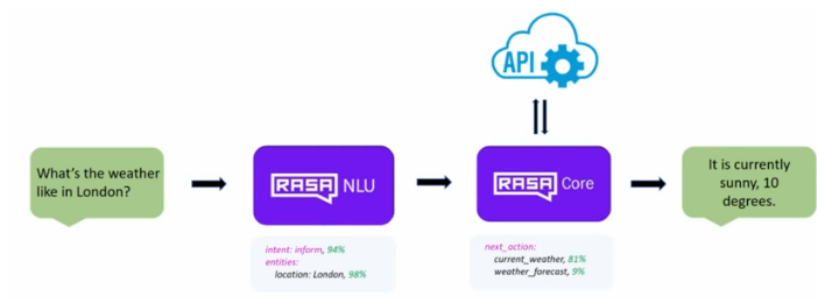 API
What's the weather
like in London?
RASA NLU
RASA Core
It is currently
sunny, 10
degrees.
intent: inform, 94%
entities:
location: London, 98%
next_action:
current_weather, 81%
weather_forecast, 9%